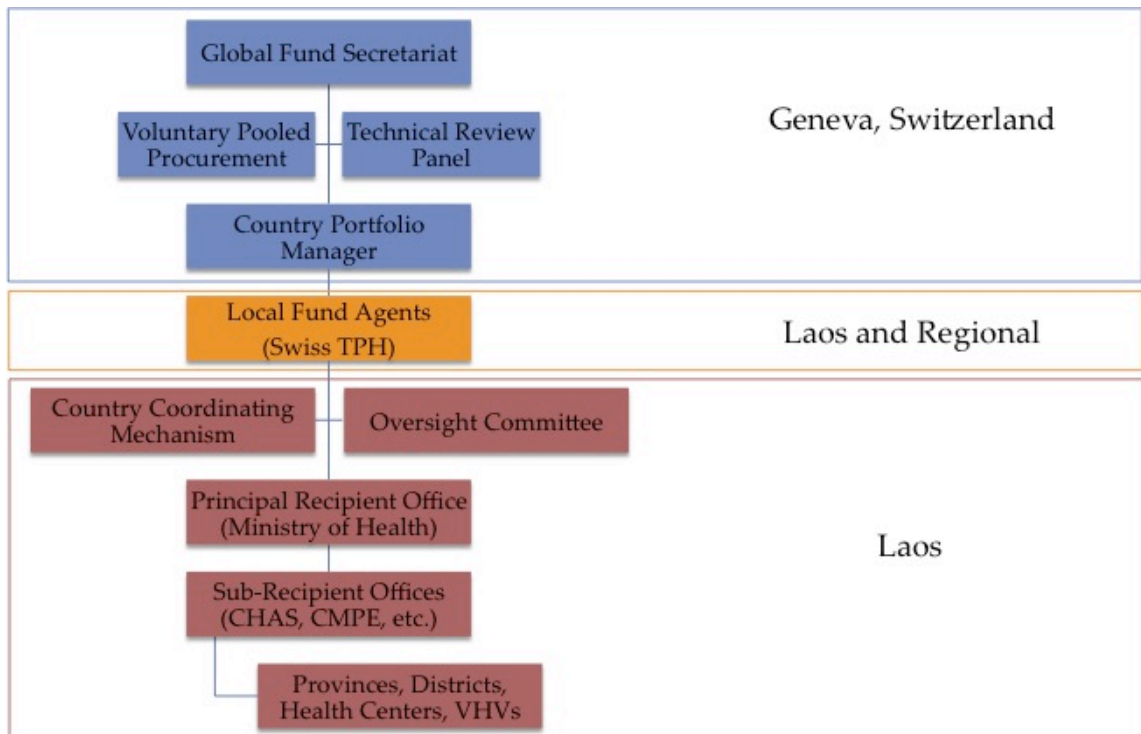 Global Fund Secretariat
Voluntary Pooled
Procurement
Technical Review
Panel
Geneva, Switzerland
Country Portfolio
Manager
Local Fund Agents
(Swiss TPH)
Laos and Regional
Country Coordinating
Mechanism
Oversight Committee
Principal Recipient Office
(Ministry of Health)
Laos
Sub-Recipient Offices
(CHAS, CMPE, etc.)
Provinces, Districts,
Health Centers, VHVs